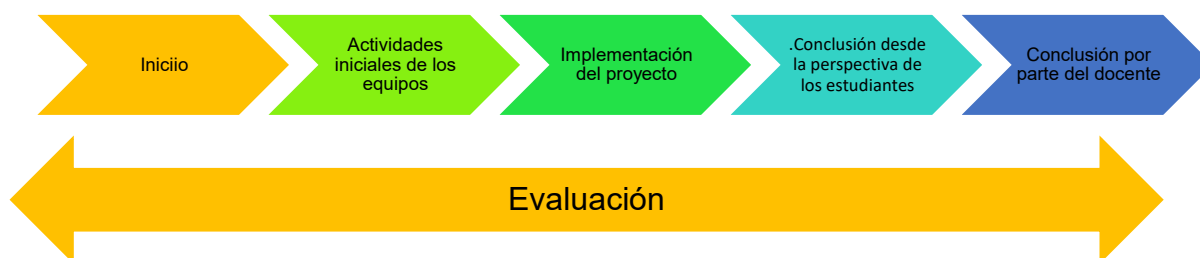 Iniciio
Actividades
iniciales de los
equipos
Implementación
del proyecto
.Conclusión desde
la perspectiva de
los estudiantes
Conclusión por
parte del docente
Evaluación